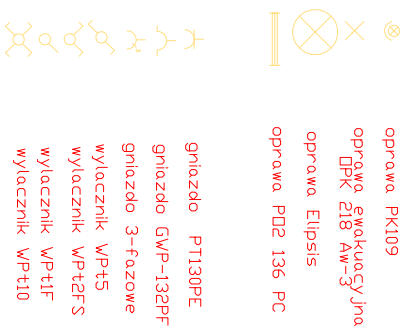 oprawa PK109
oprawa ewakuacyjna
OPK 218 Aw-3
oprawa Elipsis
oprawa PO2 136 PC
gniazdo PT130PE
gniazdo GWP-132PF
gniazdo 3-fazowe
wylacznik WPt5
wylacznik WPt2FS
wylacznik WPt1F
wylacznik WPt10